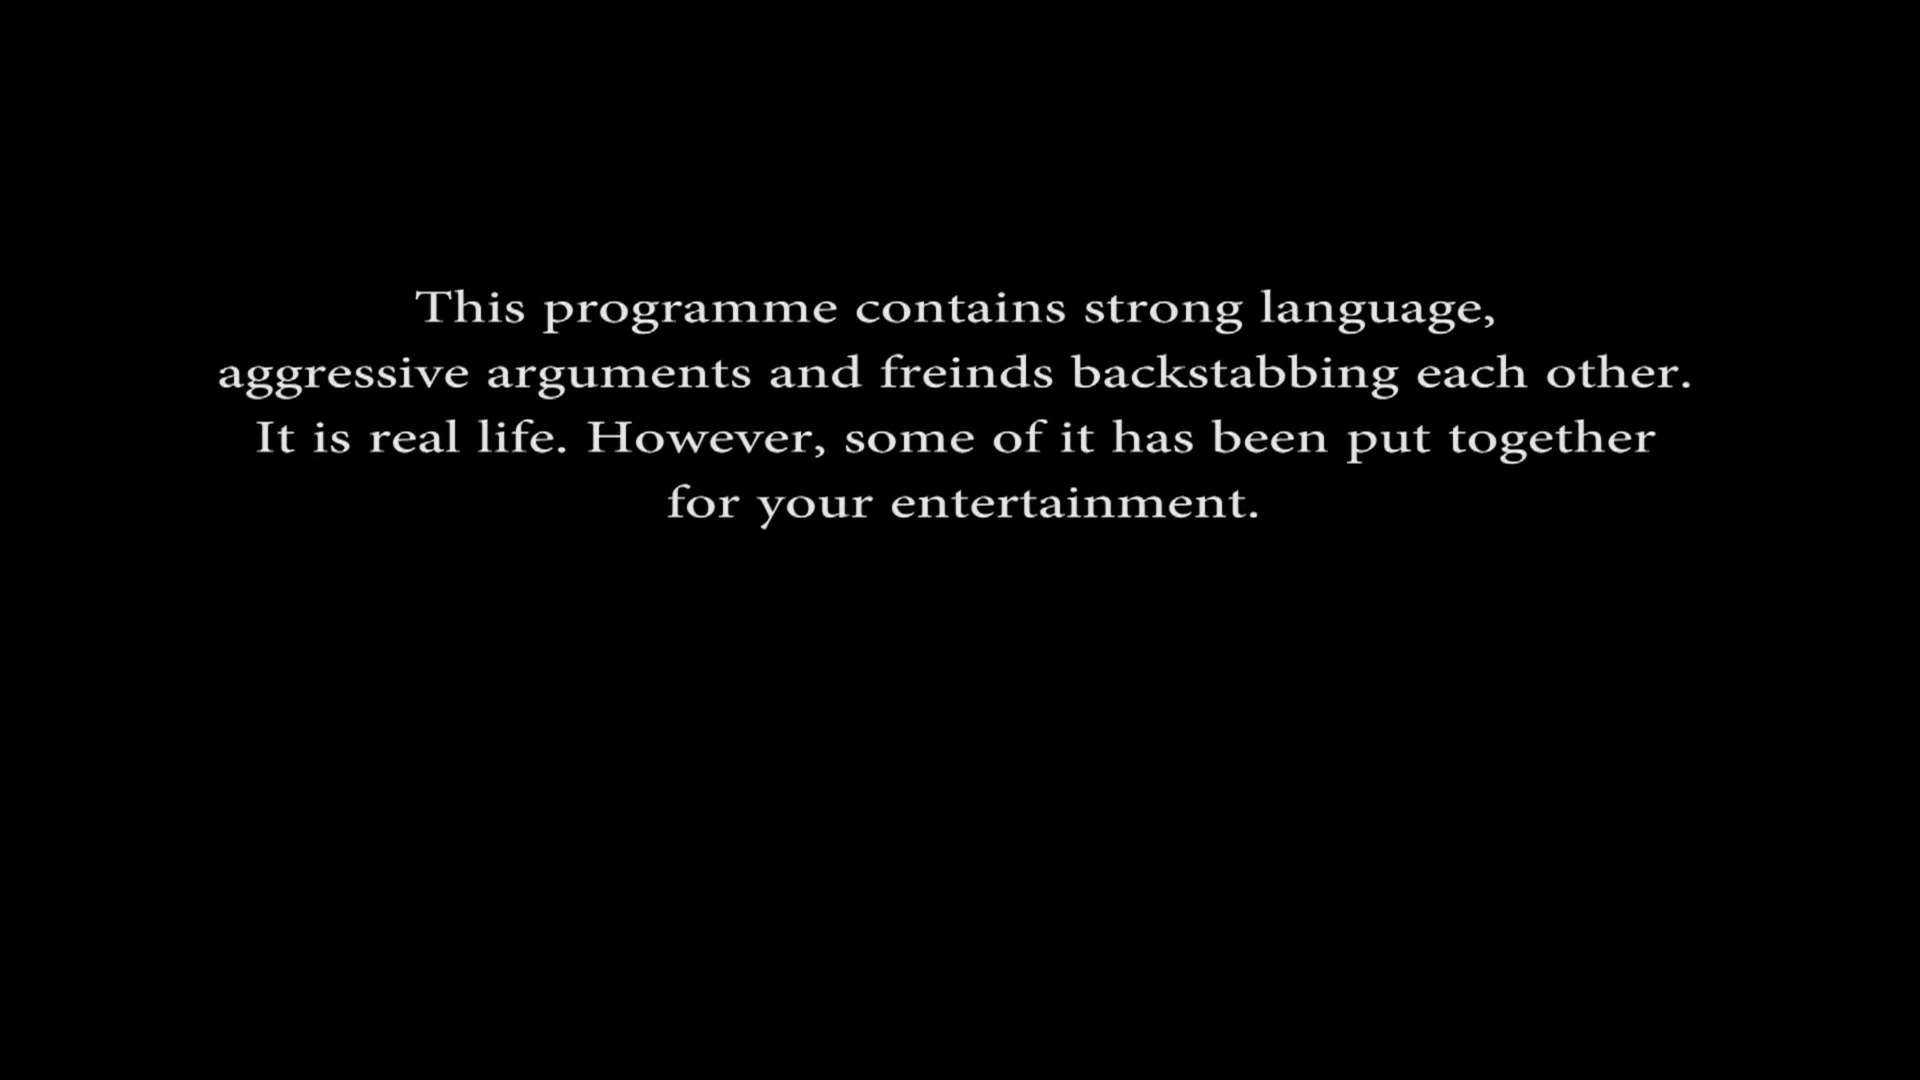 This programme contains strong language,
aggressive arguments and freinds backstabbing each other.
It is real life. However, some of it has been put together
for your entertainment.